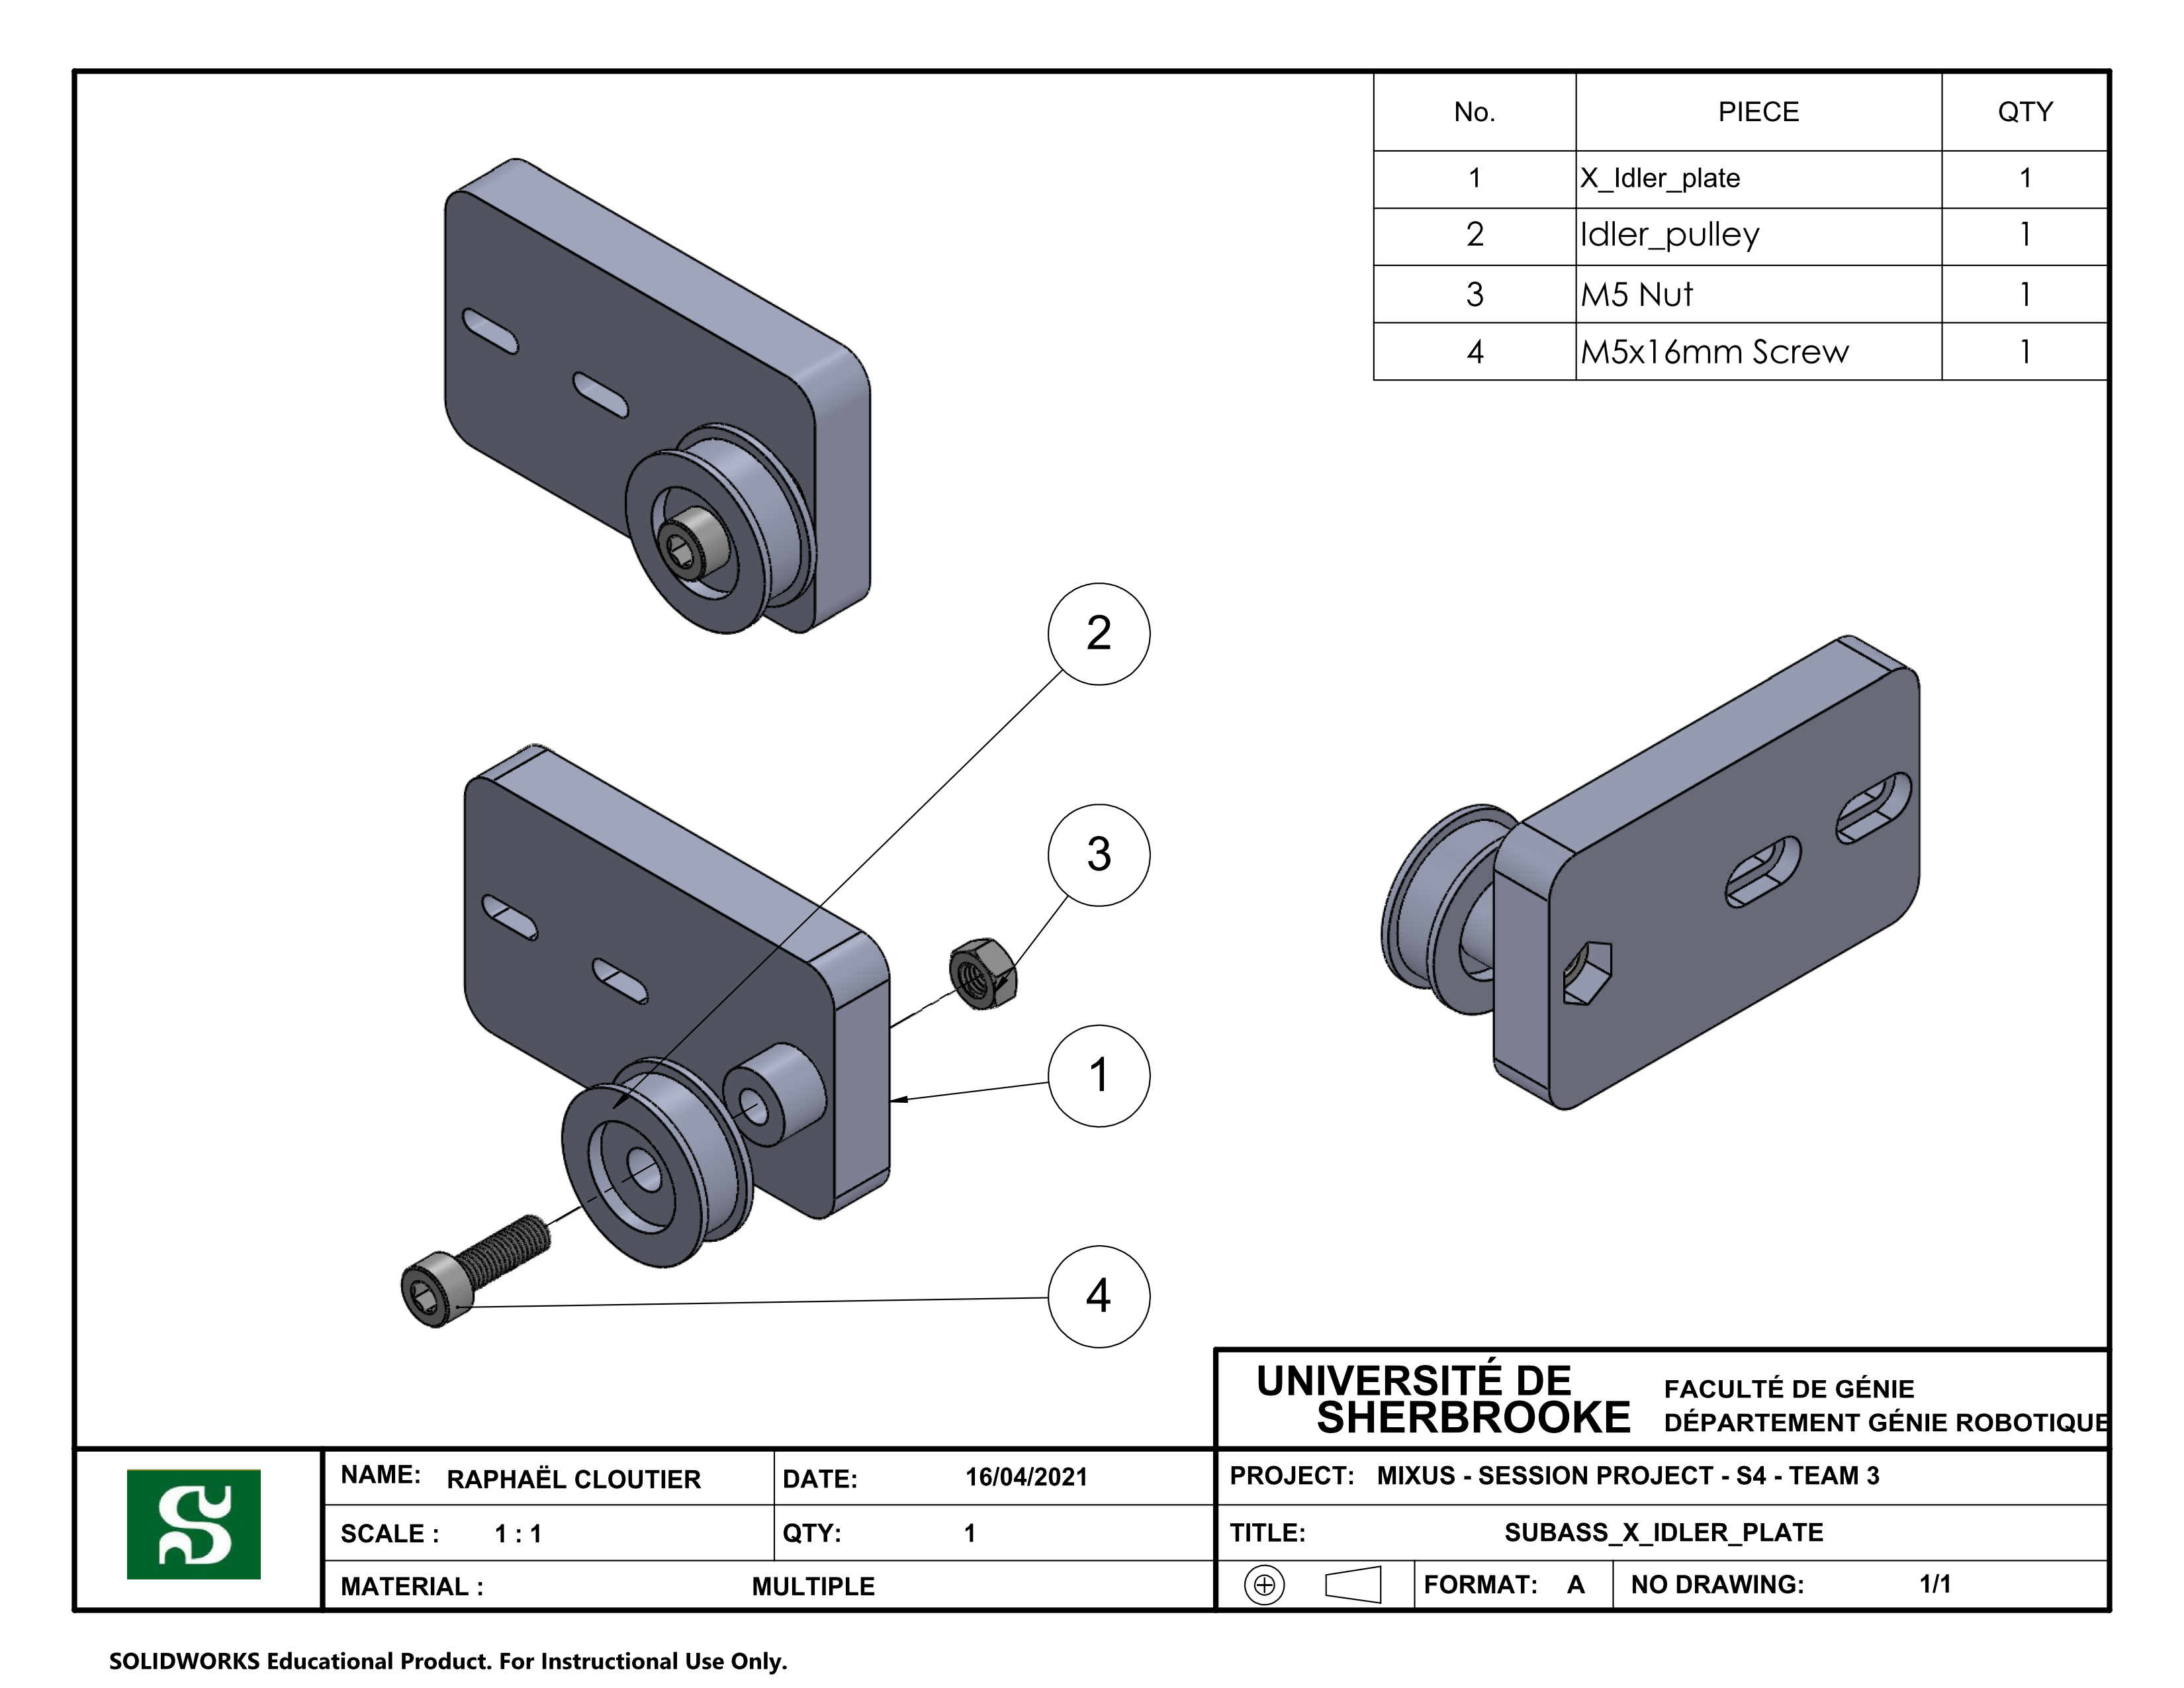 No. PIECE QTY
1 X_Idler_plate 1
2 Idler_pulley 1
3 M5 Nut 1
4 M5x16mm Screw 1
2
3
1
4
UNIVERSITÉ DE
SHERBROOKE
FACULTÉ DE GÉNIE
DÉPARTEMENT GÉNIE ROBOTIQUE
NAME: RAPHAËL CLOUTIER DATE: 16/04/2021
SCALE : 1 : 1 QTY: 1
MATERIAL : MULTIPLE
PROJECT: MIXUS - SESSION PROJECT - S4 - TEAM 3
TITLE: SUBASS_X_IDLER_PLATE
FORMAT: A NO DRAWING: 1/1
SOLIDWORKS Educational Product. For Instructional Use Only.